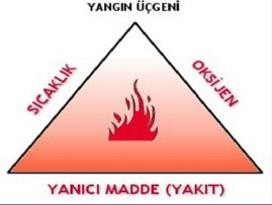 YANGIN ÜÇGENİ
SICAKLIK
OKSİJEN
YANICI MADDE (YAKIT)